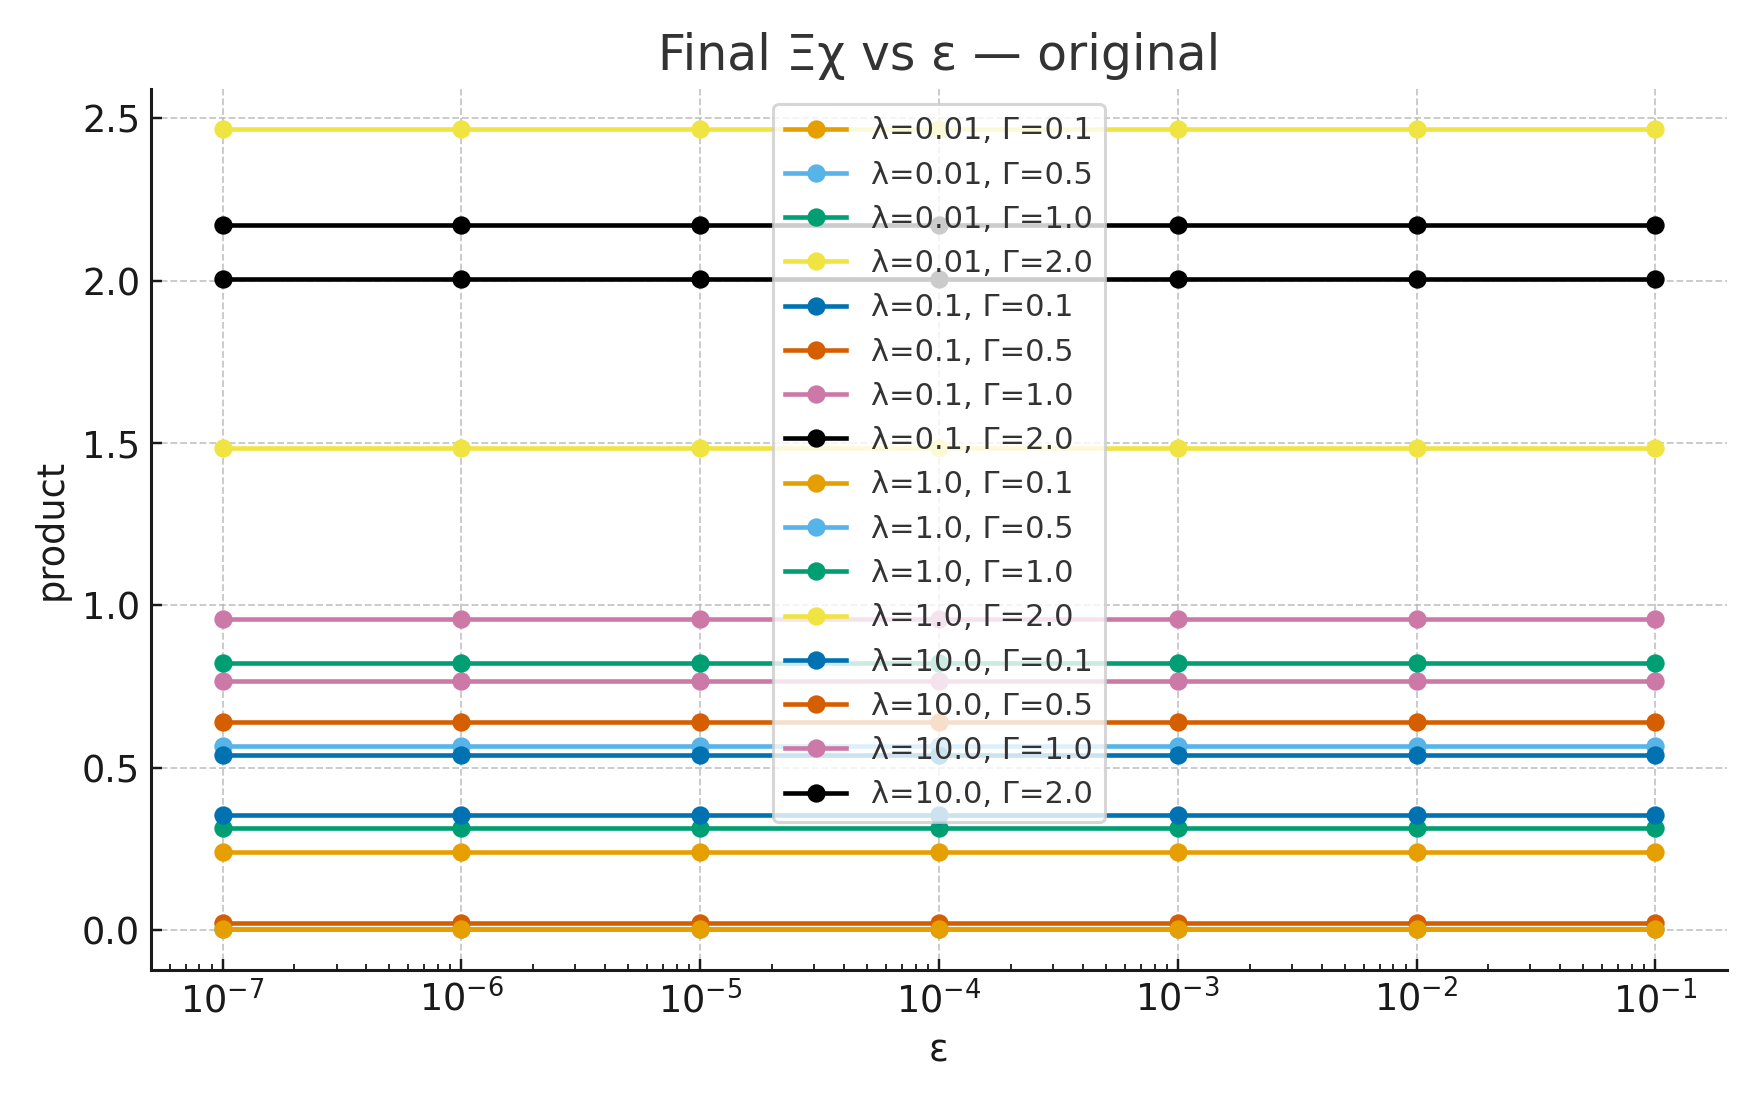 Final Ξχ vs ε — original
2.5
2.0
1.5
1.0
0.5
0.0
product
λ=0.01, Γ=0.1
λ=0.01, Γ=0.5
λ=0.01, Γ=1.0
λ=0.01, Γ=2.0
λ=0.1, Γ=0.1
λ=0.1, Γ=0.5
λ=0.1, Γ=1.0
λ=0.1, Γ=2.0
λ=1.0, Γ=0.1
λ=1.0, Γ=0.5
λ=1.0, Γ=1.0
λ=1.0, Γ=2.0
λ=10.0, Γ=0.1
λ=10.0, Γ=0.5
λ=10.0, Γ=1.0
λ=10.0, Γ=2.0
10⁻⁷ 10⁻⁶ 10⁻⁵ 10⁻⁴ 10⁻³ 10⁻² 10⁻¹
ε